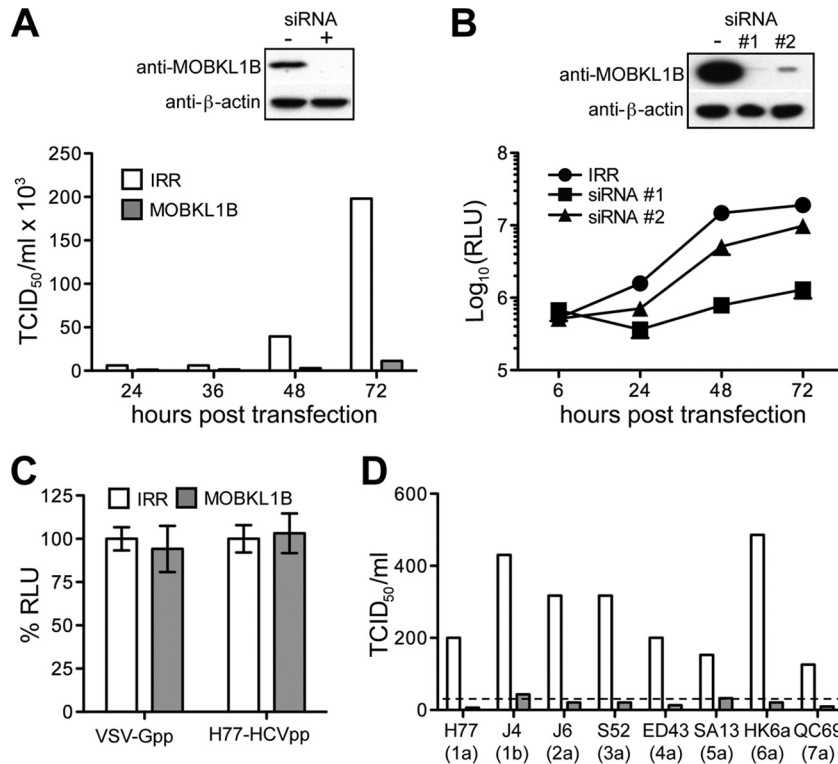 A
siRNA
- +
anti-MOBKL1B
anti-β-actin
TCID50/ml x 10³
250
200
150
100
50
0
IRR
MOBKL1B
24 36 48 72
hours post transfection
B
siRNA
- #1 #2
anti-MOBKL1B
anti-β-actin
Log10(RLU)
8
7
6
5
IRR
siRNA #1
siRNA #2
6 24 48 72
hours post transfection
C
% RLU
125
100
75
50
25
0
IRR MOBKL1B
VSV-Gpp H77-HCVpp
D
TCID50/ml
600
400
200
0
H77 J4 J6 S52 ED43 SA13 HK6a QC69
(1a) (1b) (2a) (3a) (4a) (5a) (6a) (7a)